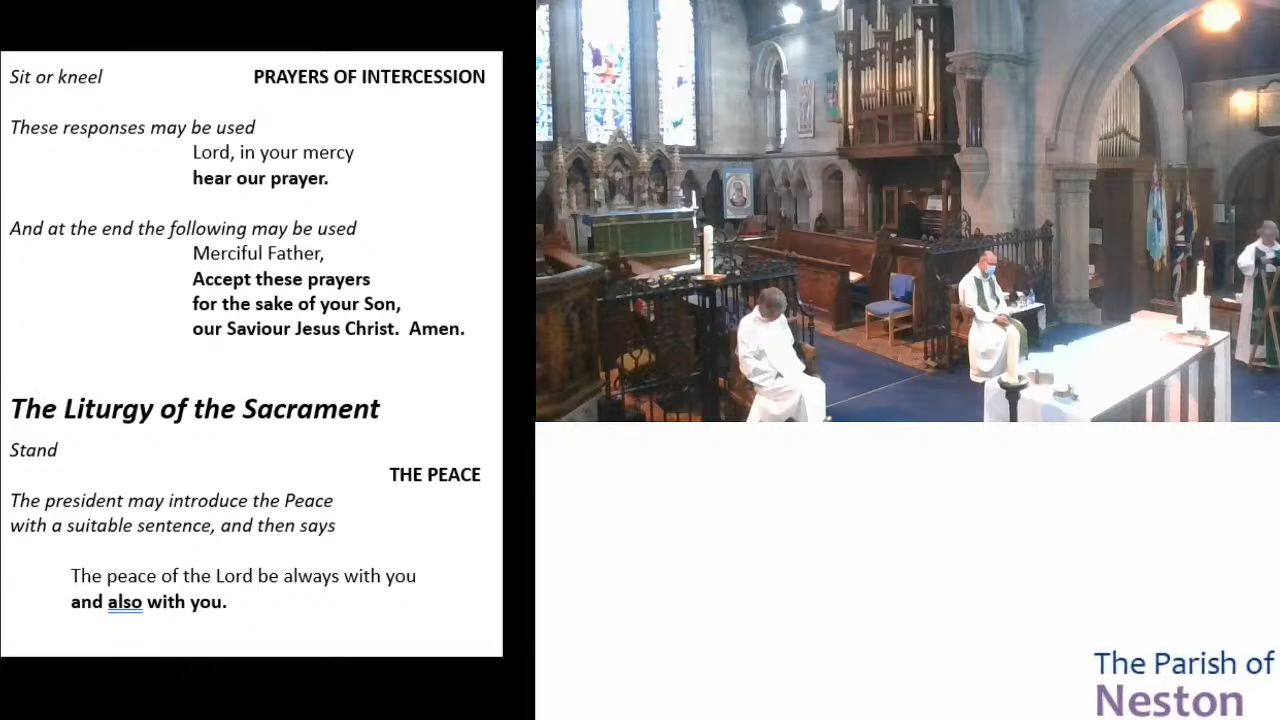 Sit or kneel PRAYERS OF INTERCESSION
These responses may be used
Lord, in your mercy
hear our prayer.
And at the end the following may be used
Merciful Father,
Accept these prayers
for the sake of your Son,
our Saviour Jesus Christ. Amen.
The Liturgy of the Sacrament
Stand
THE PEACE
The president may introduce the Peace
with a suitable sentence, and then says
The peace of the Lord be always with you
and also with you.
The Parish of
Neston